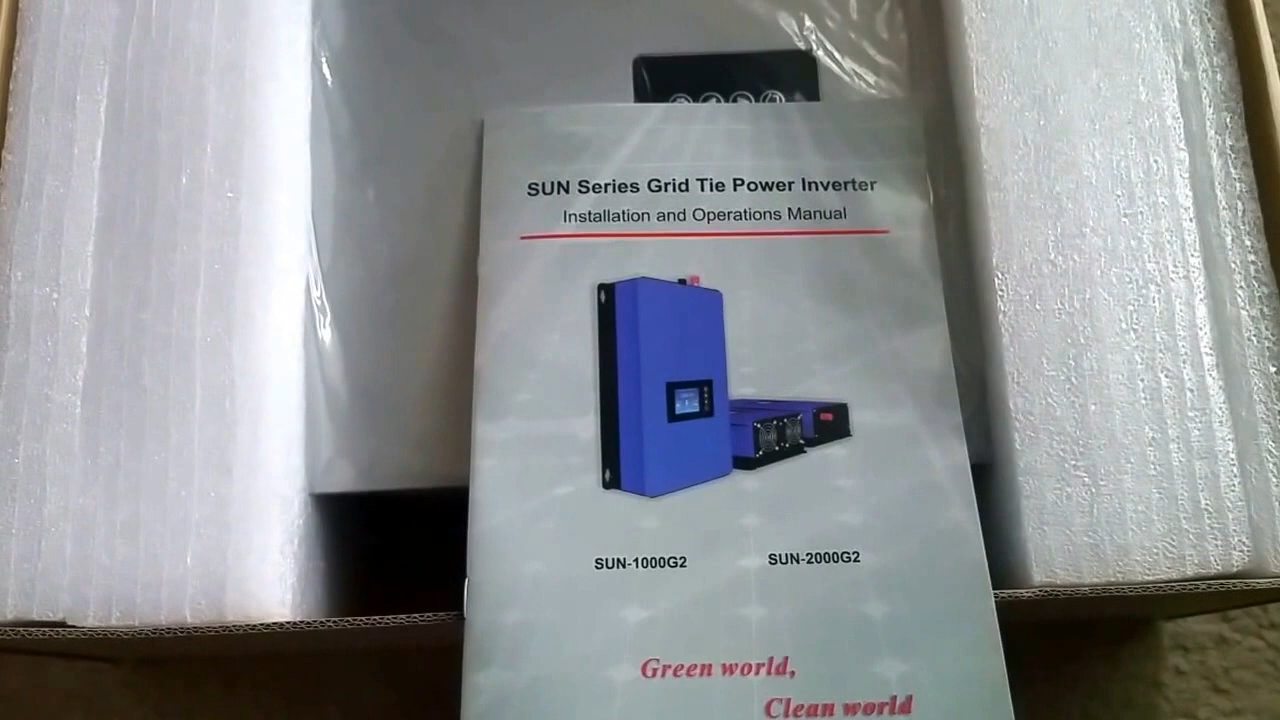 SUN Series Grid Tie Power Inverter
Installation and Operations Manual
SUN-1000G2 SUN-2000G2
Green world,
Clean world